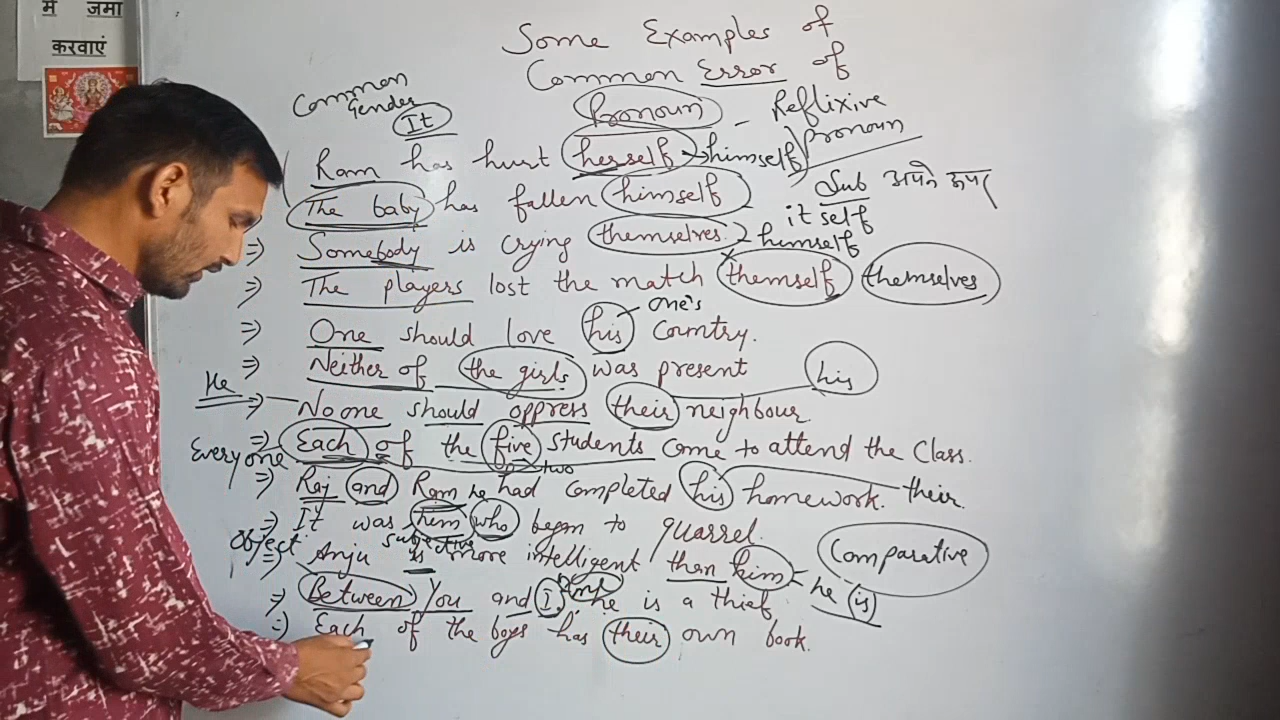 में जमा
करवाएं
Some Examples of
Common Error of
Pronoun
Common
Gender
It
Reflixive
pronoun
Ram has hurt herself → himself
Sub अपने ऊपर
The baby has fallen himself
itself
⇒ Somebody is crying themselves - himself
⇒ The players lost the match themself themselves
one's
⇒ One should love his Country.
⇒ Neither of the girls was present
his
He
⇒ No one should oppress their neighbour
⇒ Each of the five students come to attend the Class.
Every one
two
⇒ Raj and Ram had completed his homework. their
he
⇒ It was hem who began to quarrel.
subjective
Object
Comparative
⇒ Anju is more intelligent than him - he (is)
⇒ Between You and I, he is a thief
⇒ Each of the boys has their own book.